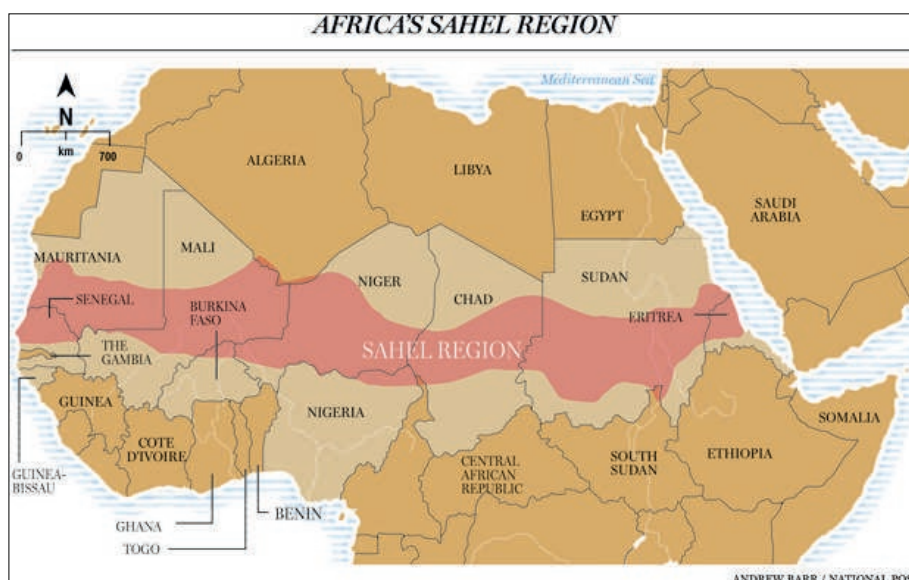 AFRICA'S SAHEL REGION
Mediterranean Sea
N
0 700
km
ALGERIA
LIBYA
EGYPT
SAUDI
ARABIA
MAURITANIA
MALI
NIGER
CHAD
SUDAN
SENEGAL
BURKINA
FASO
ERITREA
THE
GAMBIA
SAHEL REGION
GUINEA
NIGERIA
COTE
D'IVOIRE
SOMALIA
CENTRAL
AFRICAN
REPUBLIC
SOUTH
SUDAN
ETHIOPIA
GUINEA-
BISSAU
GHANA
BENIN
TOGO
ANDREW BARR / NATIONAL POS